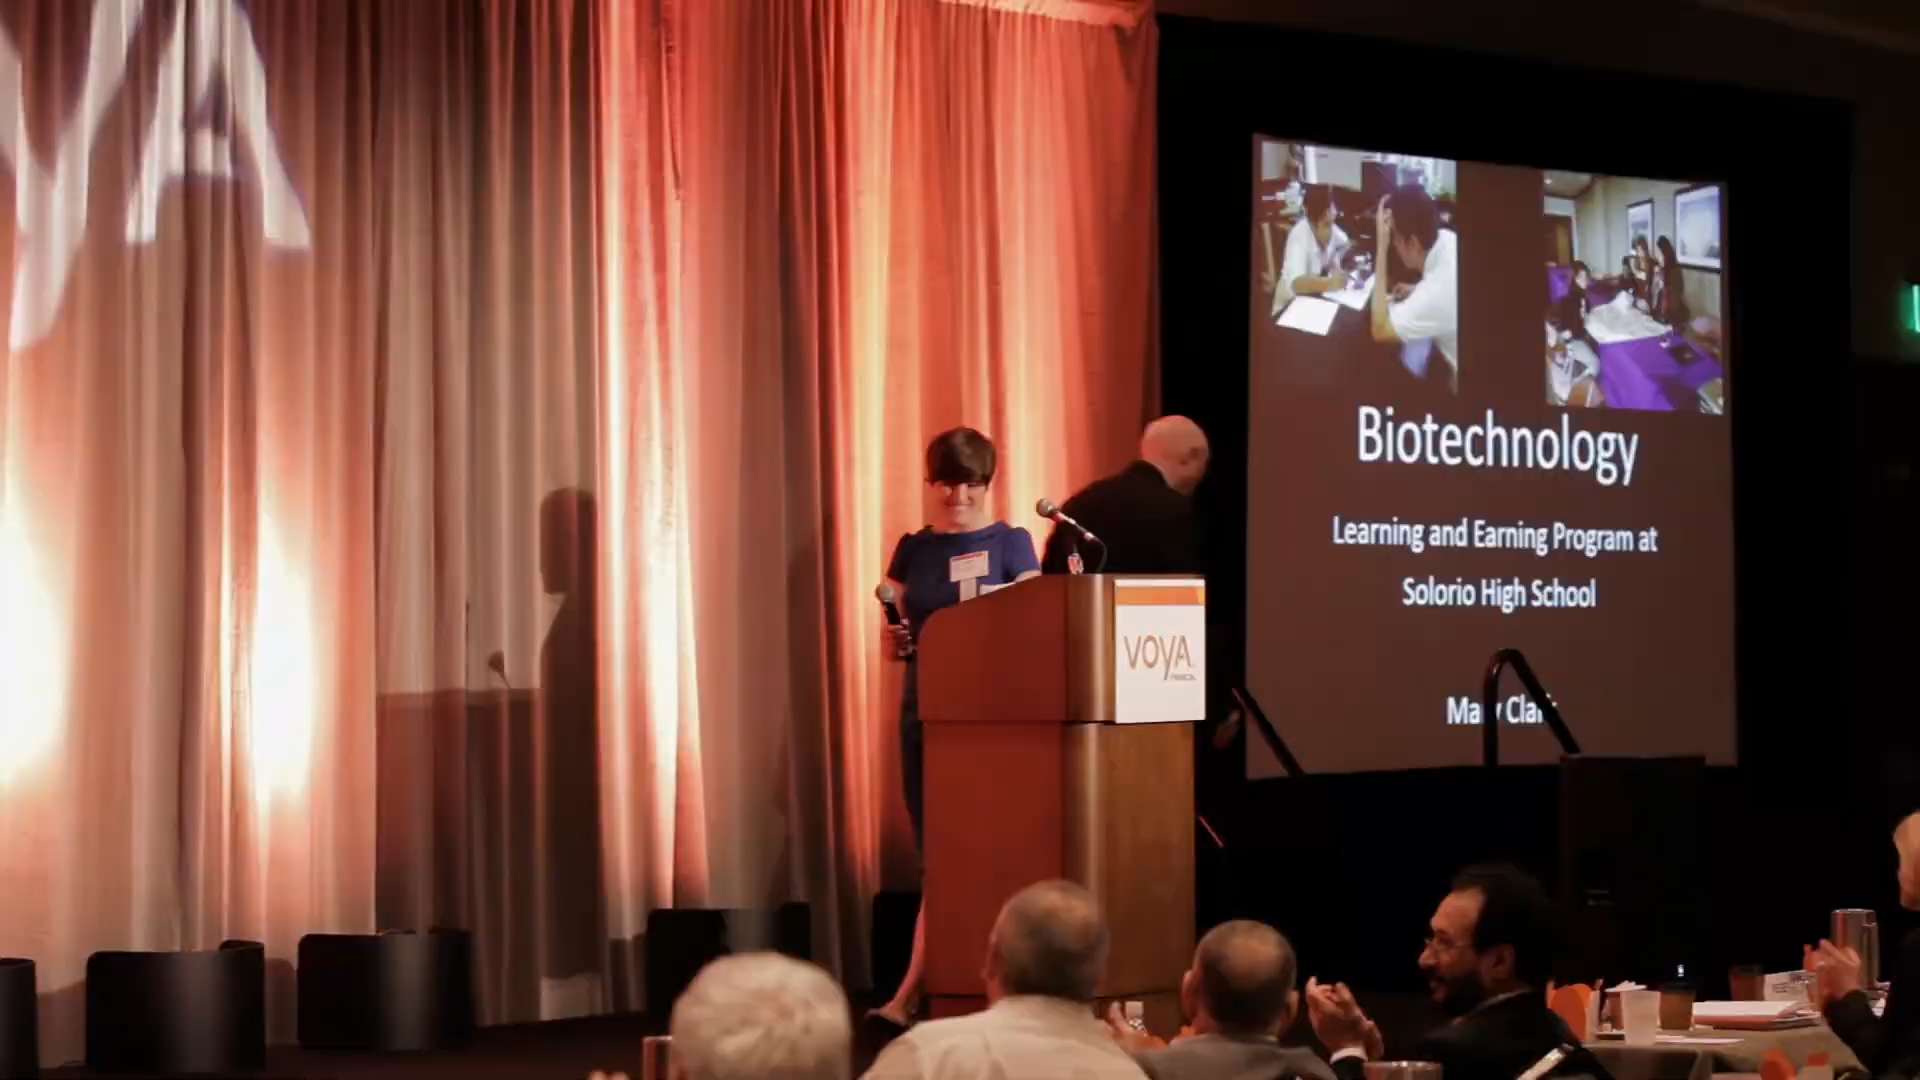 Biotechnology
Learning and Earning Program at
Solorio High School
VOYA